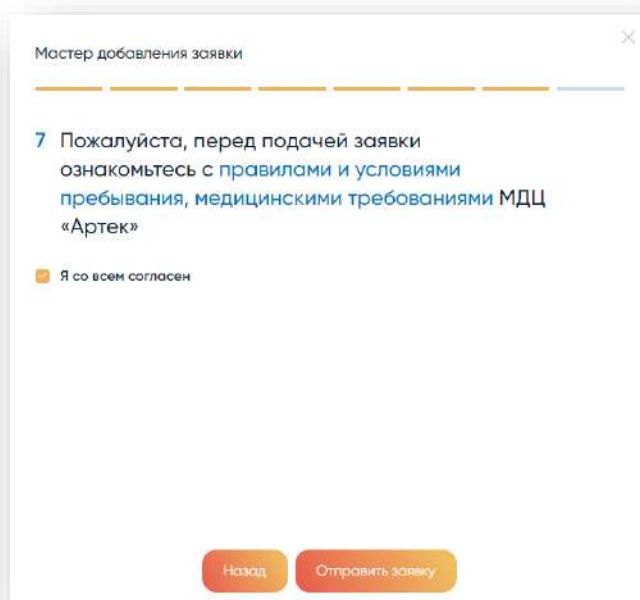 Мастер добавления заявки
7 Пожалуйста, перед подачей заявки
ознакомьтесь с правилами и условиями
пребывания, медицинскими требованиями МДЦ
«Артек»
Я со всем согласен
Назад Отправить заявку